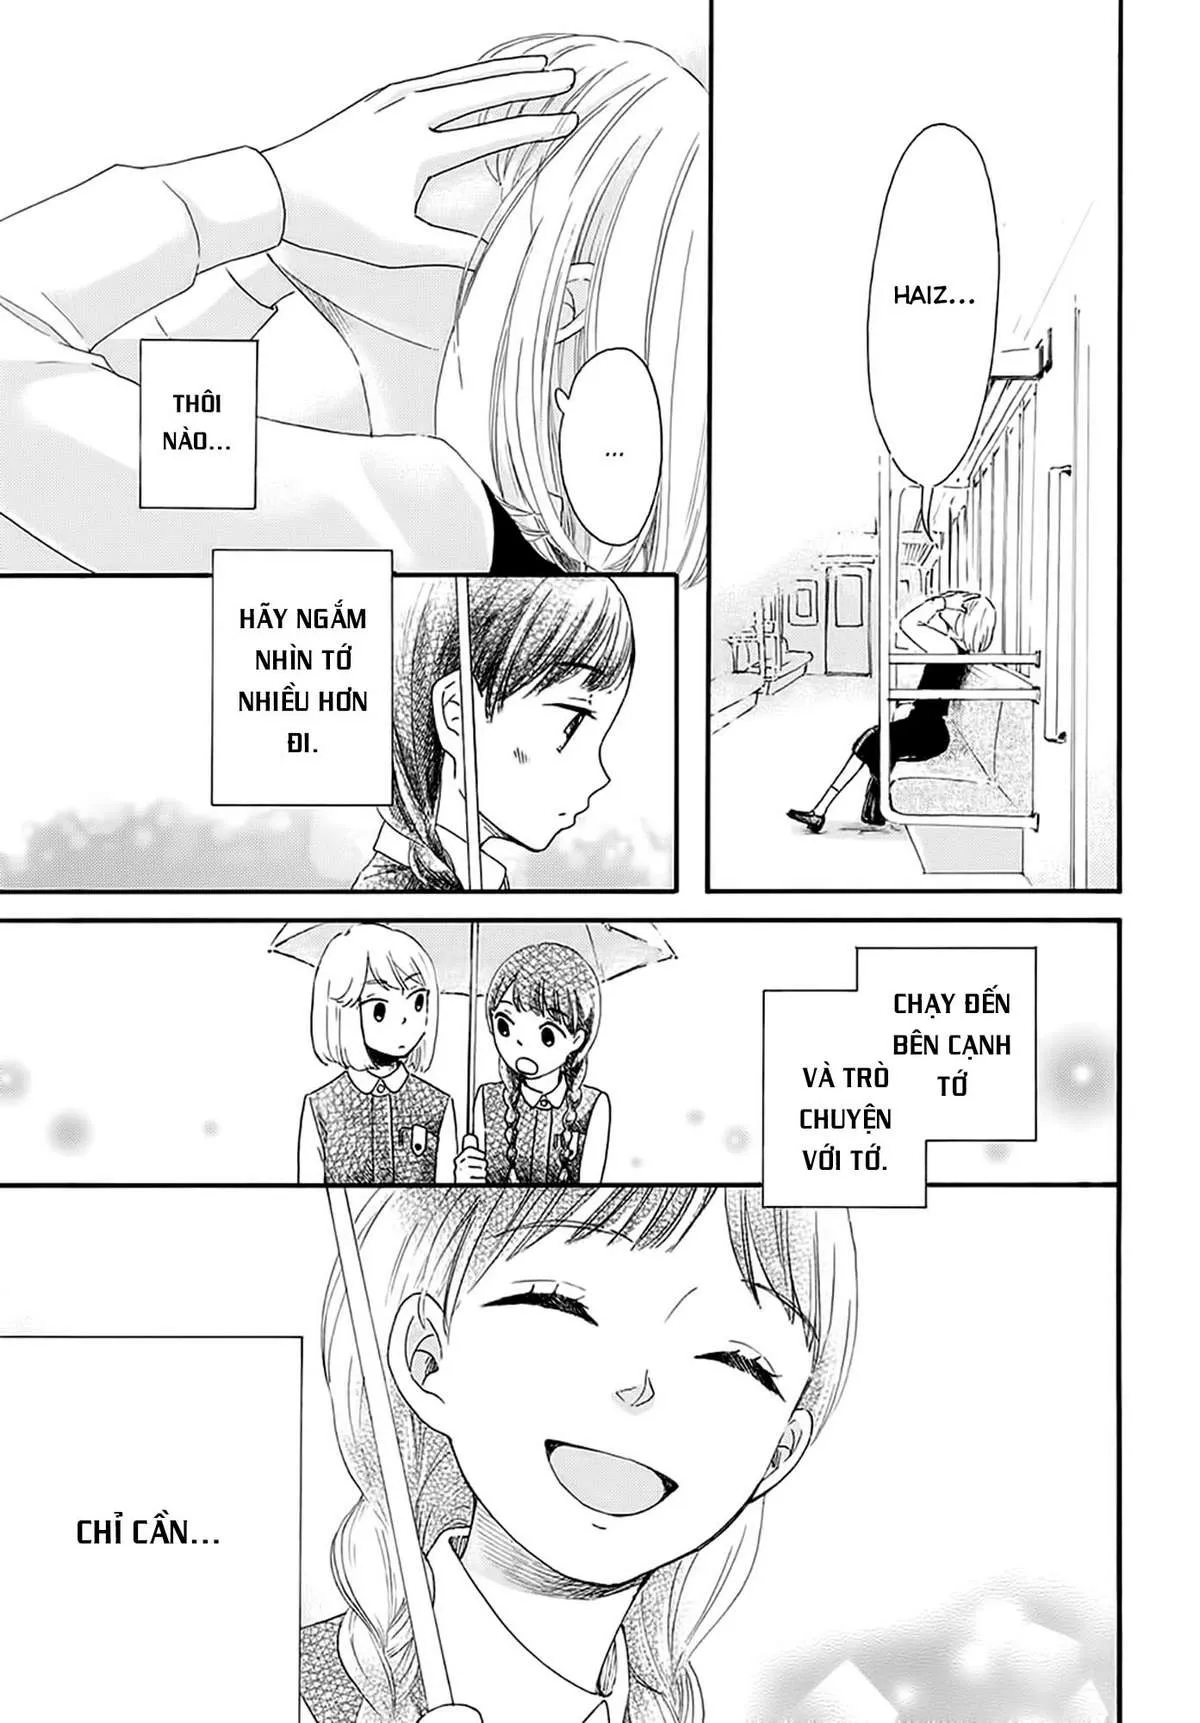 HAIZ...
...
THÔI
NÀO...
HÃY NGẮM
NHÌN TỚ
NHIỀU HƠN
ĐI.
CHẠY ĐẾN
BÊN CẠNH
TỚ
VÀ TRÒ
CHUYỆN
VỚI TỚ.
CHỈ CẦN...